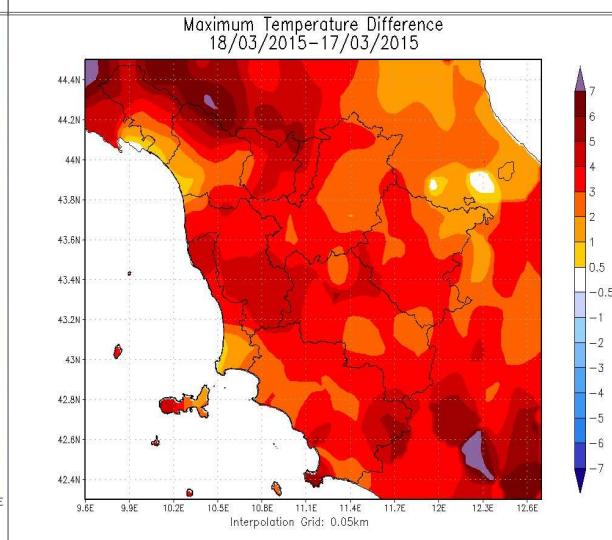 Maximum Temperature Difference
18/03/2015-17/03/2015
44.4N
44.2N
44N
43.8N
43.6N
43.4N
43.2N
43N
42.8N
42.6N
42.4N
9.6E 9.9E 10.2E 10.5E 10.8E 11.1E 11.4E 11.7E 12E 12.3E 12.6E
Interpolation Grid: 0.05km
7
6
5
4
3
2
1
0.5
-0.5
-1
-2
-3
-4
-5
-6
-7
E